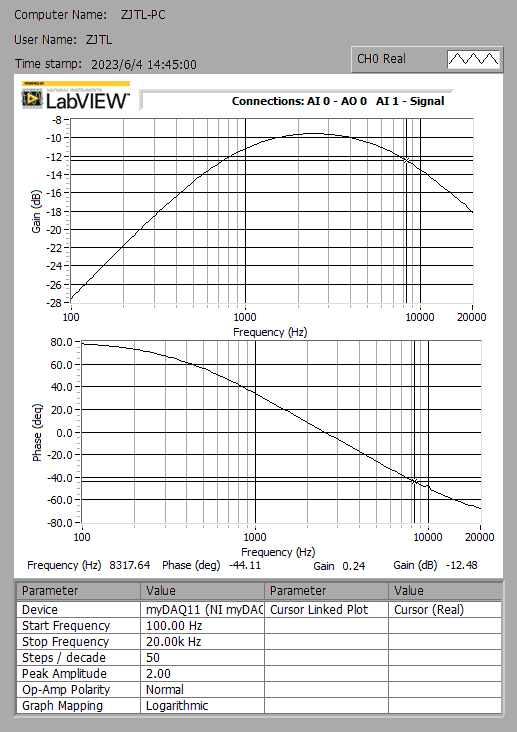 Computer Name: ZJTL-PC
User Name: ZJTL
Time stamp: 2023/6/4 14:45:00
CH0 Real
POWERED BY
NATIONAL INSTRUMENTS
LabVIEW™
Connections: AI 0 - AO 0 AI 1 - Signal
Gain (dB)
-8
-10
-12
-14
-16
-18
-20
-22
-24
-26
-28
100 1000 10000 20000
Frequency (Hz)
Phase (deg)
80.0
60.0
40.0
20.0
0.0
-20.0
-40.0
-60.0
-80.0
100 1000 10000 20000
Frequency (Hz)
Frequency (Hz) 8317.64 Phase (deg) -44.11 Gain 0.24 Gain (dB) -12.48
Parameter Value Parameter Value
Device myDAQ11 (NI myDAQ Cursor Linked Plot Cursor (Real)
Start Frequency 100.00 Hz
Stop Frequency 20.00k Hz
Steps / decade 50
Peak Amplitude 2.00
Op-Amp Polarity Normal
Graph Mapping Logarithmic